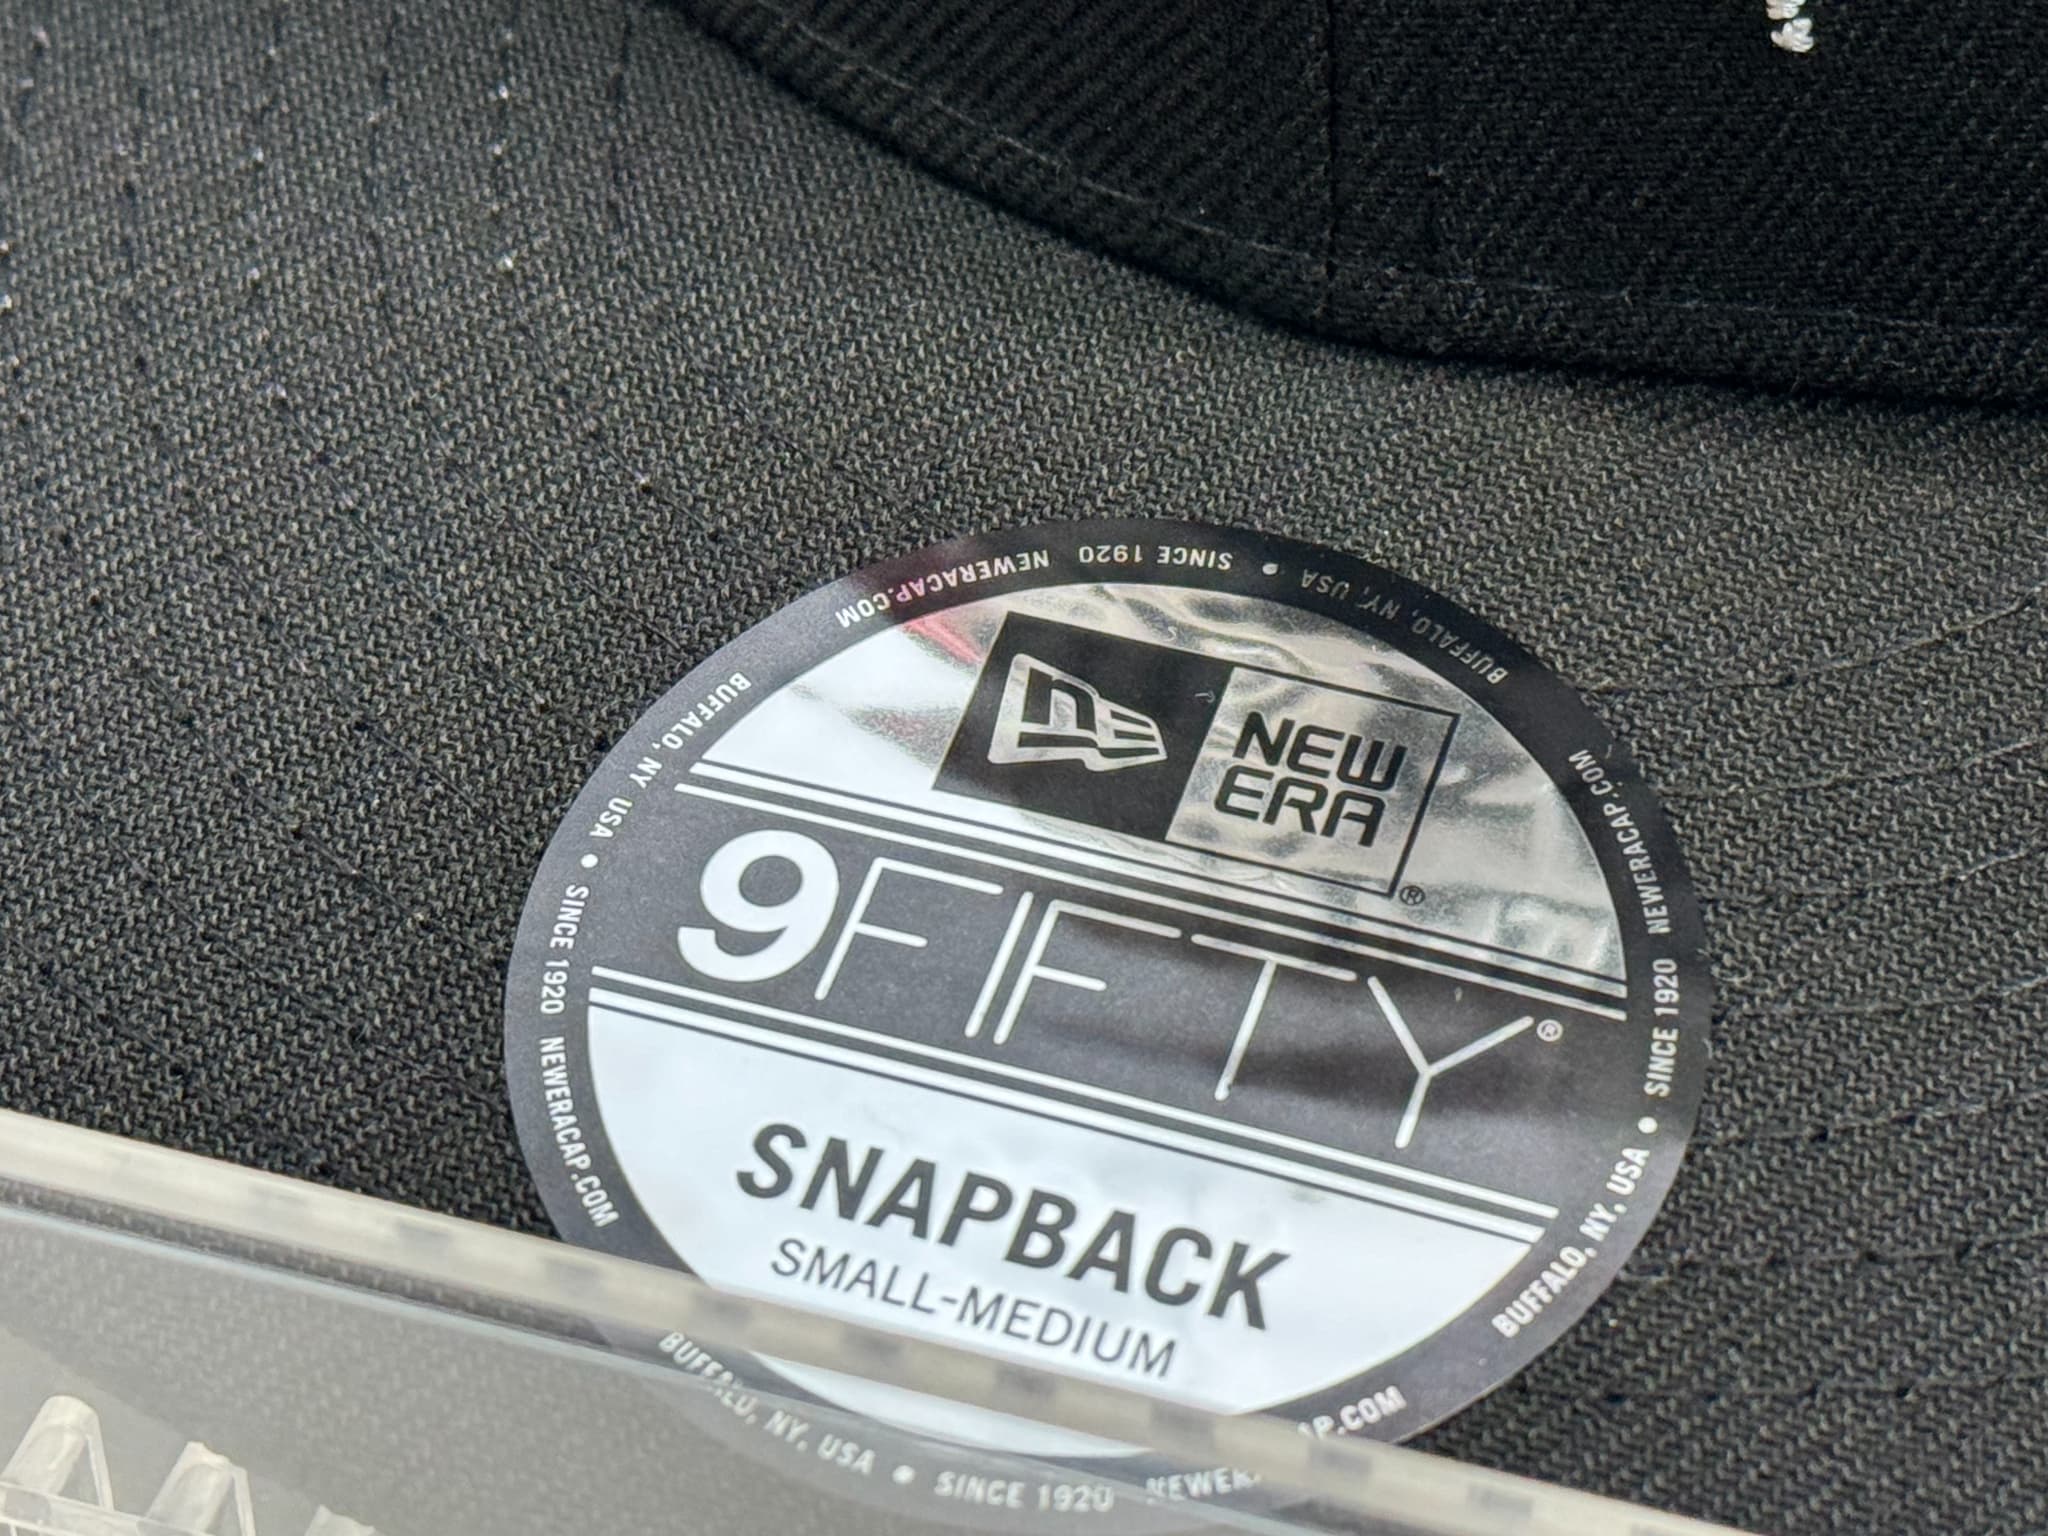 NEW
ERA®
9FIFTY®
SNAPBACK
SMALL-MEDIUM
BUFFALO, NY, USA • SINCE 1920 NEWERACAP.COM
BUFFALO, NY, USA • SINCE 1920 NEWERACAP.COM
BUFFALO, NY, USA • SINCE 1920 NEWERACAP.COM
BUFFALO, NY, USA • SINCE 1920